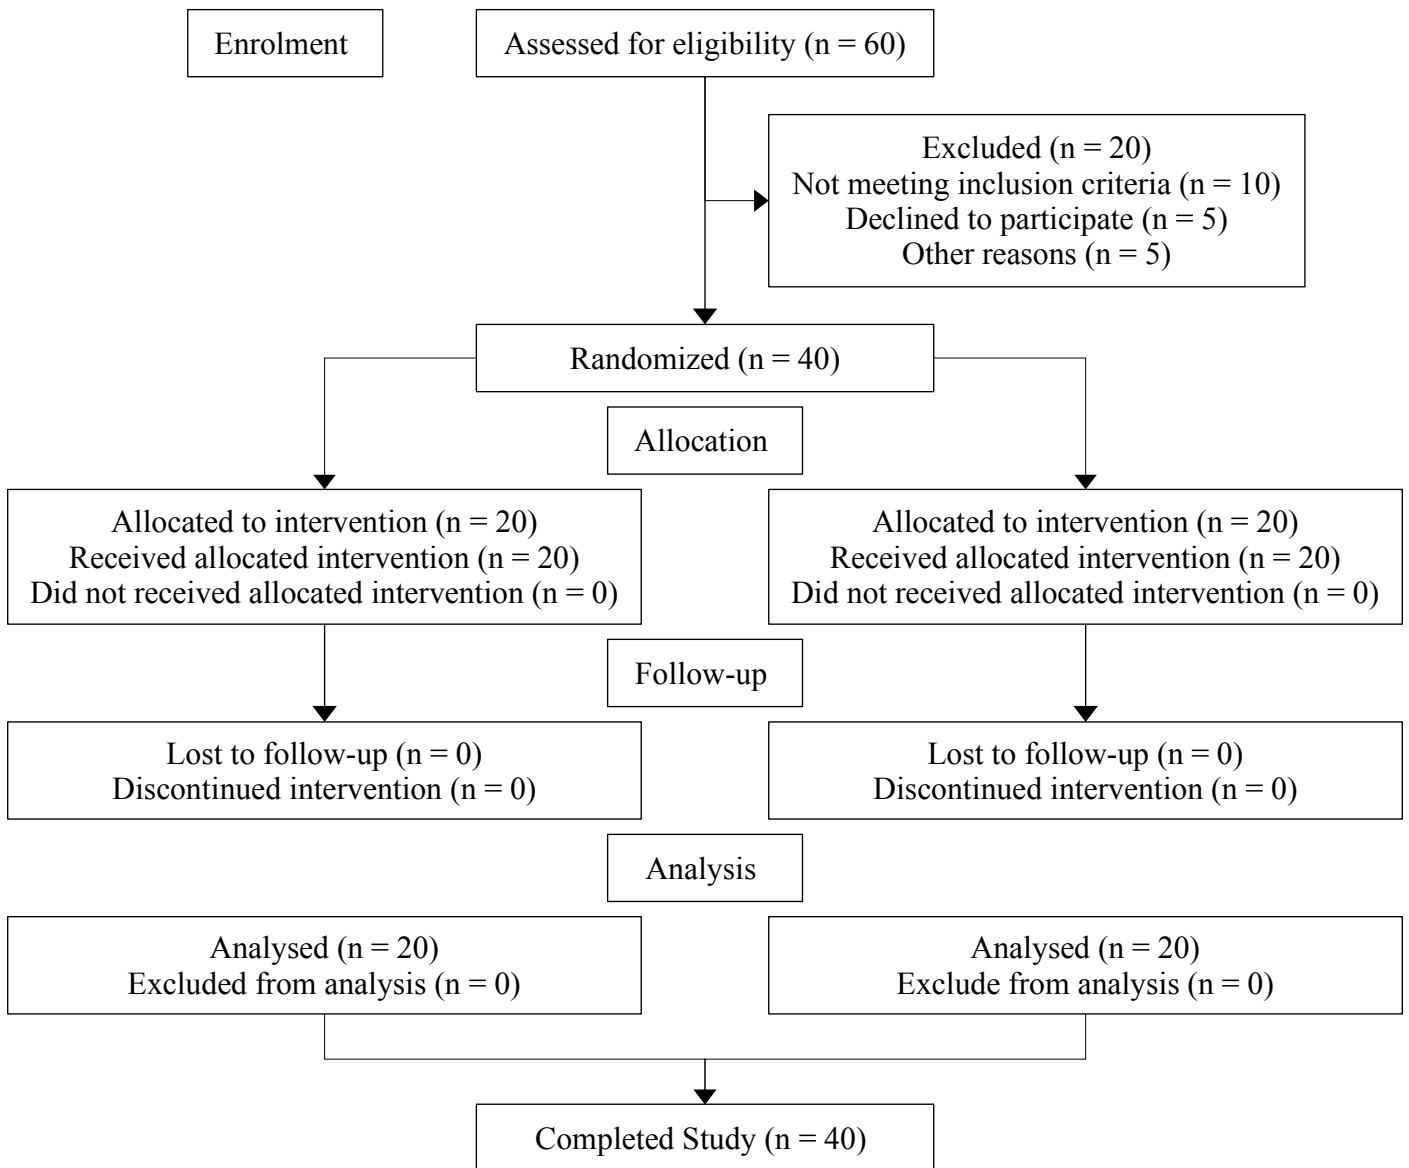 Enrolment
Assessed for eligibility (n = 60)
Excluded (n = 20)
Not meeting inclusion criteria (n = 10)
Declined to participate (n = 5)
Other reasons (n = 5)
Randomized (n = 40)
Allocation
Allocated to intervention (n = 20)
Received allocated intervention (n = 20)
Did not received allocated intervention (n = 0)
Allocated to intervention (n = 20)
Received allocated intervention (n = 20)
Did not received allocated intervention (n = 0)
Follow-up
Lost to follow-up (n = 0)
Discontinued intervention (n = 0)
Lost to follow-up (n = 0)
Discontinued intervention (n = 0)
Analysis
Analysed (n = 20)
Excluded from analysis (n = 0)
Analysed (n = 20)
Exclude from analysis (n = 0)
Completed Study (n = 40)